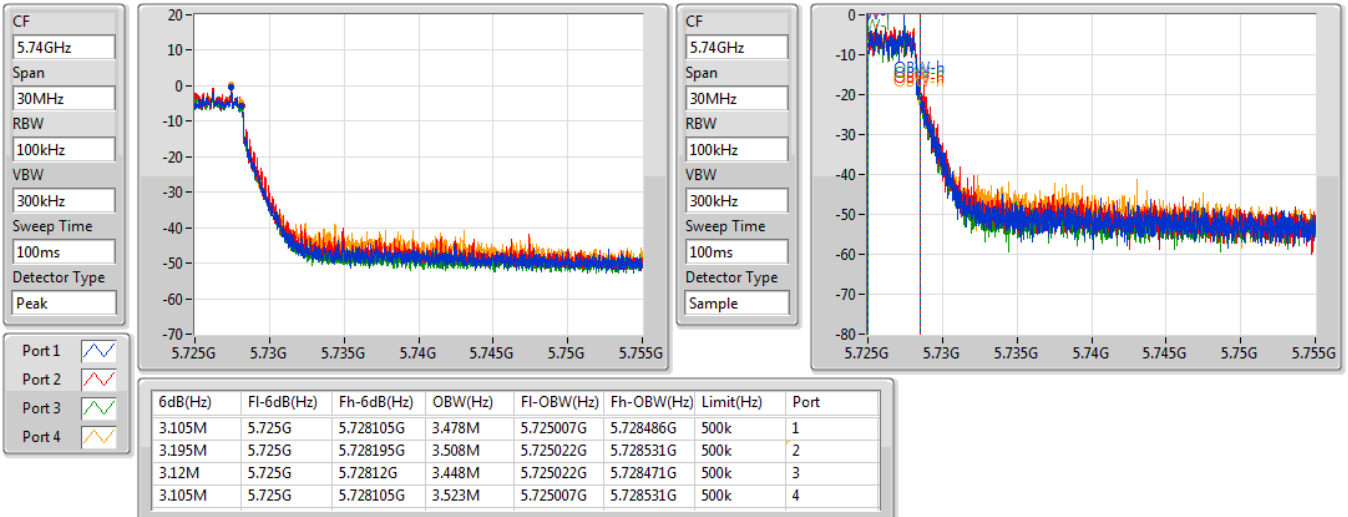 CF
5.74GHz
Span
30MHz
RBW
100kHz
VBW
300kHz
Sweep Time
100ms
Detector Type
Peak
20
10
0
-10
-20
-30
-40
-50
-60
-70
5.725G 5.73G 5.735G 5.74G 5.745G 5.75G 5.755G
CF
5.74GHz
Span
30MHz
RBW
100kHz
VBW
300kHz
Sweep Time
100ms
Detector Type
Sample
0
-10
-20
-30
-40
-50
-60
-70
-80
OBW-h
5.725G 5.73G 5.735G 5.74G 5.745G 5.75G 5.755G
Port 1
Port 2
Port 3
Port 4
6dB(Hz) Fl-6dB(Hz) Fh-6dB(Hz) OBW(Hz) Fl-OBW(Hz) Fh-OBW(Hz) Limit(Hz) Port
3.105M 5.725G 5.728105G 3.478M 5.725007G 5.728486G 500k 1
3.195M 5.725G 5.728195G 3.508M 5.725022G 5.728531G 500k 2
3.12M 5.725G 5.72812G 3.448M 5.725022G 5.728471G 500k 3
3.105M 5.725G 5.728105G 3.523M 5.725007G 5.728531G 500k 4